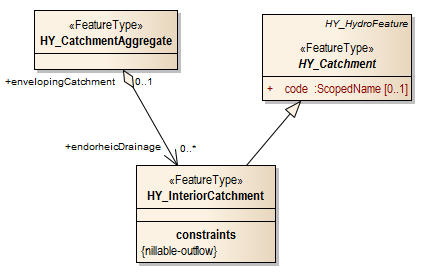 «FeatureType»
HY_CatchmentAggregate
HY_HydroFeature
«FeatureType»
HY_Catchment
+ code :ScopedName [0..1]
+envelopingCatchment
0..1
+endorheicDrainage
0..*
«FeatureType»
HY_InteriorCatchment
constraints
{nillable-outflow}